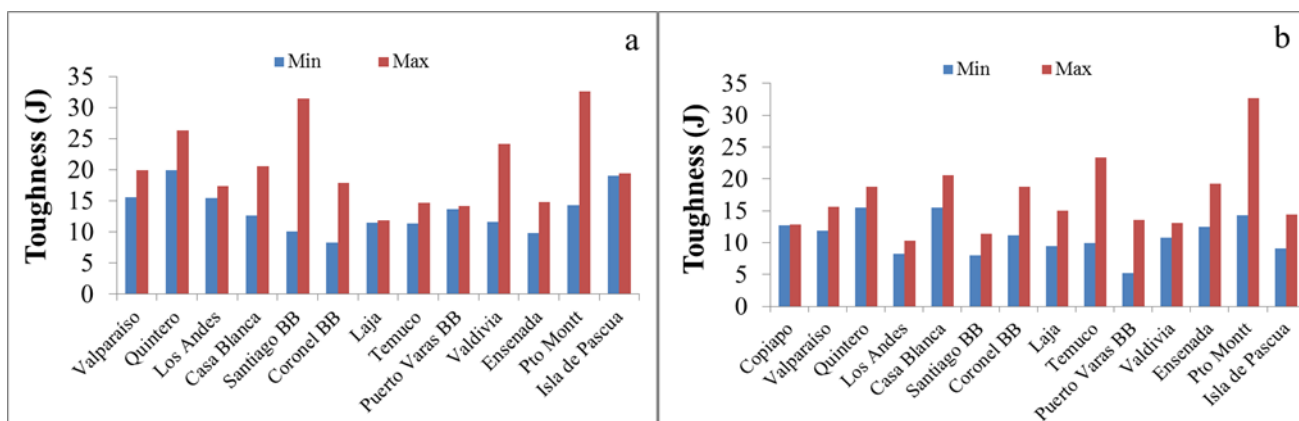 a
Min Max
Toughness (J)
35
30
25
20
15
10
5
0
Valparaíso
Quintero
Los Andes
Casa Blanca
Santiago BB
Coronel BB
Laja
Temuco
Puerto Varas BB
Valdivia
Ensenada
Pto Montt
Isla de Pascua
b
Min Max
Toughness (J)
35
30
25
20
15
10
5
0
Copiapo
Valparaíso
Quintero
Los Andes
Casa Blanca
Santiago BB
Coronel BB
Laja
Temuco
Puerto Varas BB
Valdivia
Ensenada
Pto Montt
Isla de Pascua